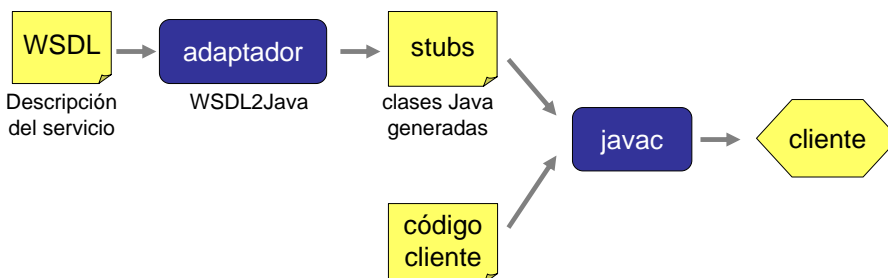 WSDL
adaptador
stubs
Descripción
del servicio
WSDL2Java
clases Java
generadas
javac
cliente
código
cliente